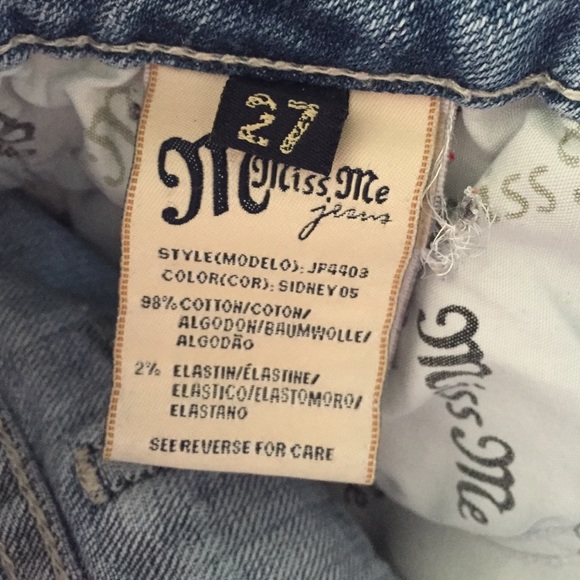 27
M Miss Me
jeans
STYLE(MODELO): JP4403
COLOR(COR): SIDNEY 05
98% COTTON/COTON/
ALGODON/BAUMWOLLE/
ALGODÃO
2% ELASTIN/ÉLASTINE/
ELASTICO/ELASTOMORO/
ELASTANO
SEE REVERSE FOR CARE
Miss Me
ISS